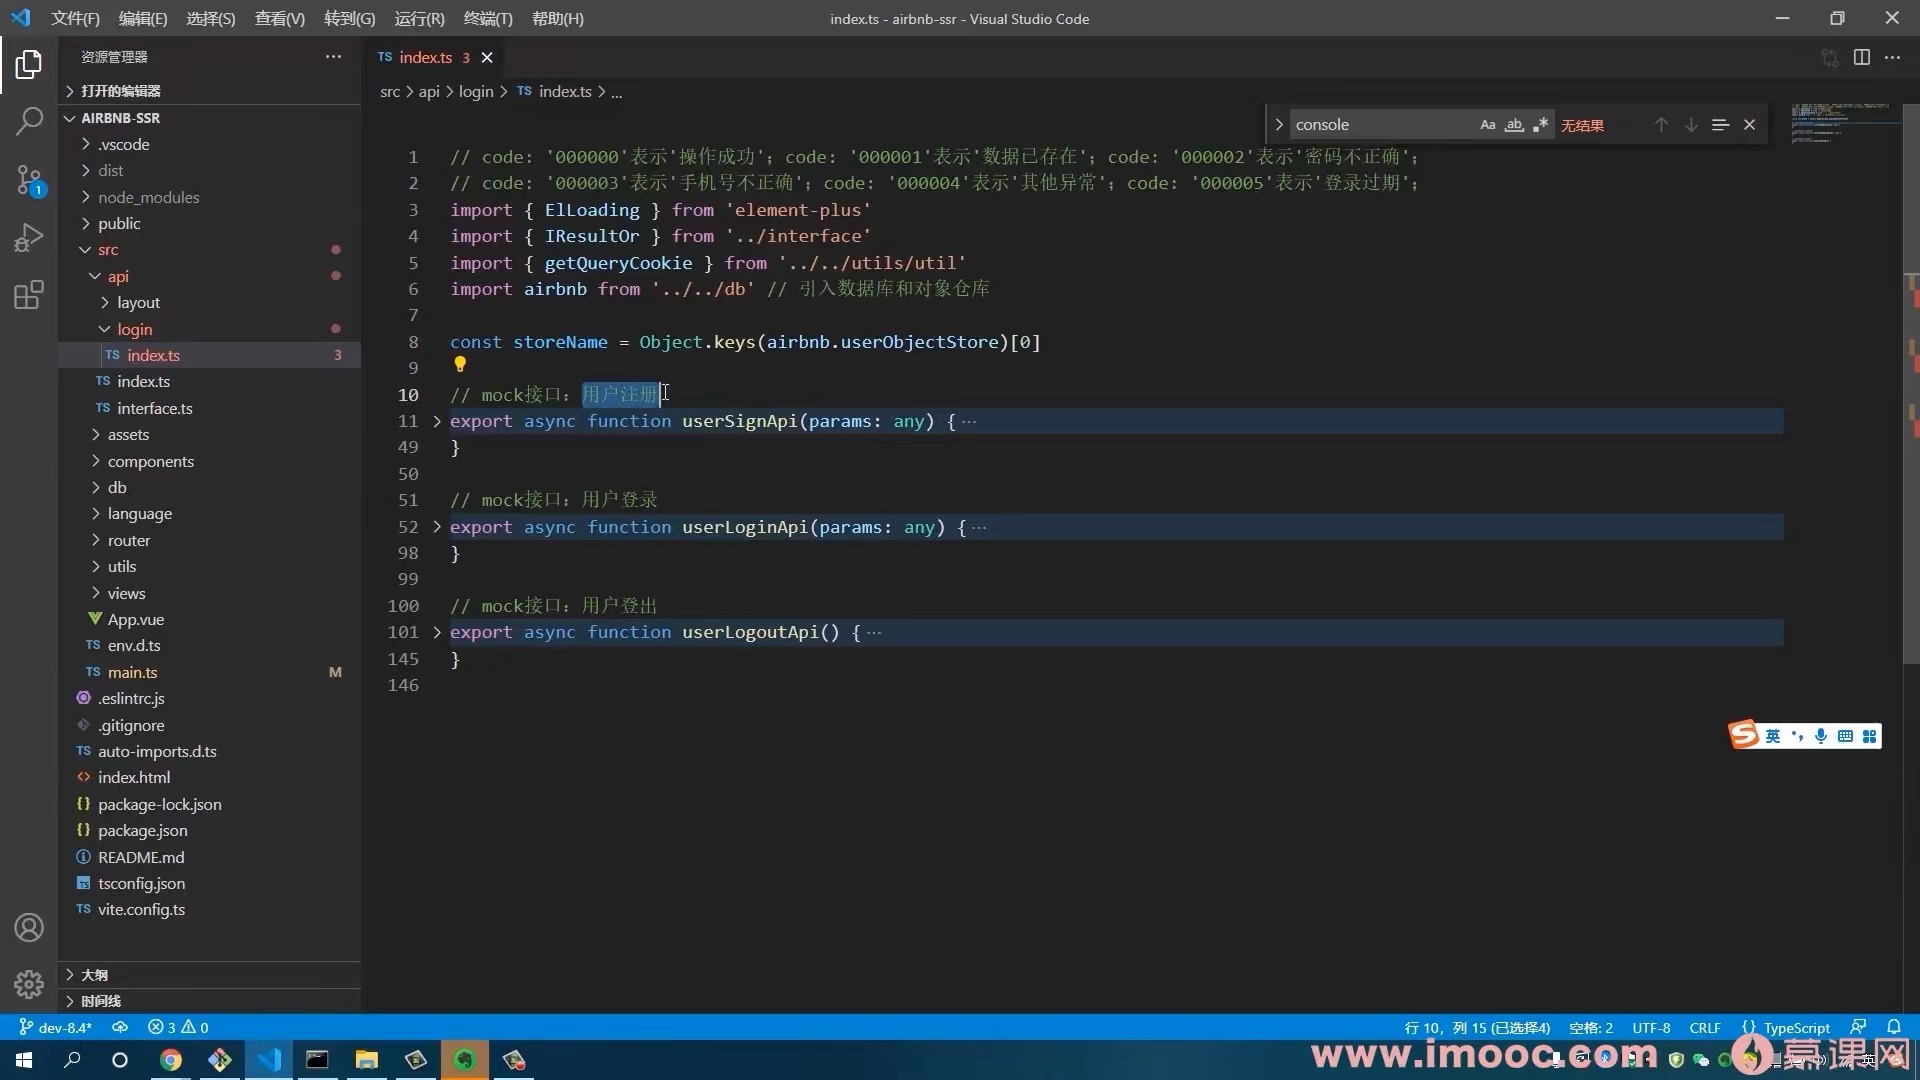 文件(F) 编辑(E) 选择(S) 查看(V) 转到(G) 运行(R) 终端(T) 帮助(H)
index.ts - airbnb-ssr - Visual Studio Code
资源管理器
打开的编辑器
AIRBNB-SSR
.vscode
dist
node_modules
public
src
api
layout
login
TS index.ts 3
TS index.ts
TS interface.ts
assets
components
db
language
router
utils
views
App.vue
TS env.d.ts
TS main.ts M
.eslintrc.js
.gitignore
TS auto-imports.d.ts
index.html
package-lock.json
package.json
README.md
tsconfig.json
TS vite.config.ts
大纲
时间线
1
TS index.ts 3
src > api > login > TS index.ts > ...
console Aa ab 无结果
1 // code: '000000'表示'操作成功'；code: '000001'表示'数据已存在'；code: '000002'表示'密码不正确'；
2 // code: '000003'表示'手机号不正确'；code: '000004'表示'其他异常'；code: '000005'表示'登录过期'；
3 import { ElLoading } from 'element-plus'
4 import { IResultOr } from '../interface'
5 import { getQueryCookie } from '../../utils/util'
6 import airbnb from '../../db' // 引入数据库和对象仓库
7
8 const storeName = Object.keys(airbnb.userObjectStore)[0]
9
10 // mock接口：用户注册
11 export async function userSignApi(params: any) { ···
49 }
50
51 // mock接口：用户登录
52 export async function userLoginApi(params: any) { ···
98 }
99
100 // mock接口：用户登出
101 export async function userLogoutApi() { ···
145 }
146
英
dev-8.4* 3 0
行 10，列 15 (已选择4) 空格: 2 UTF-8 CRLF {} TypeScript
www.imooc.com 慕课网